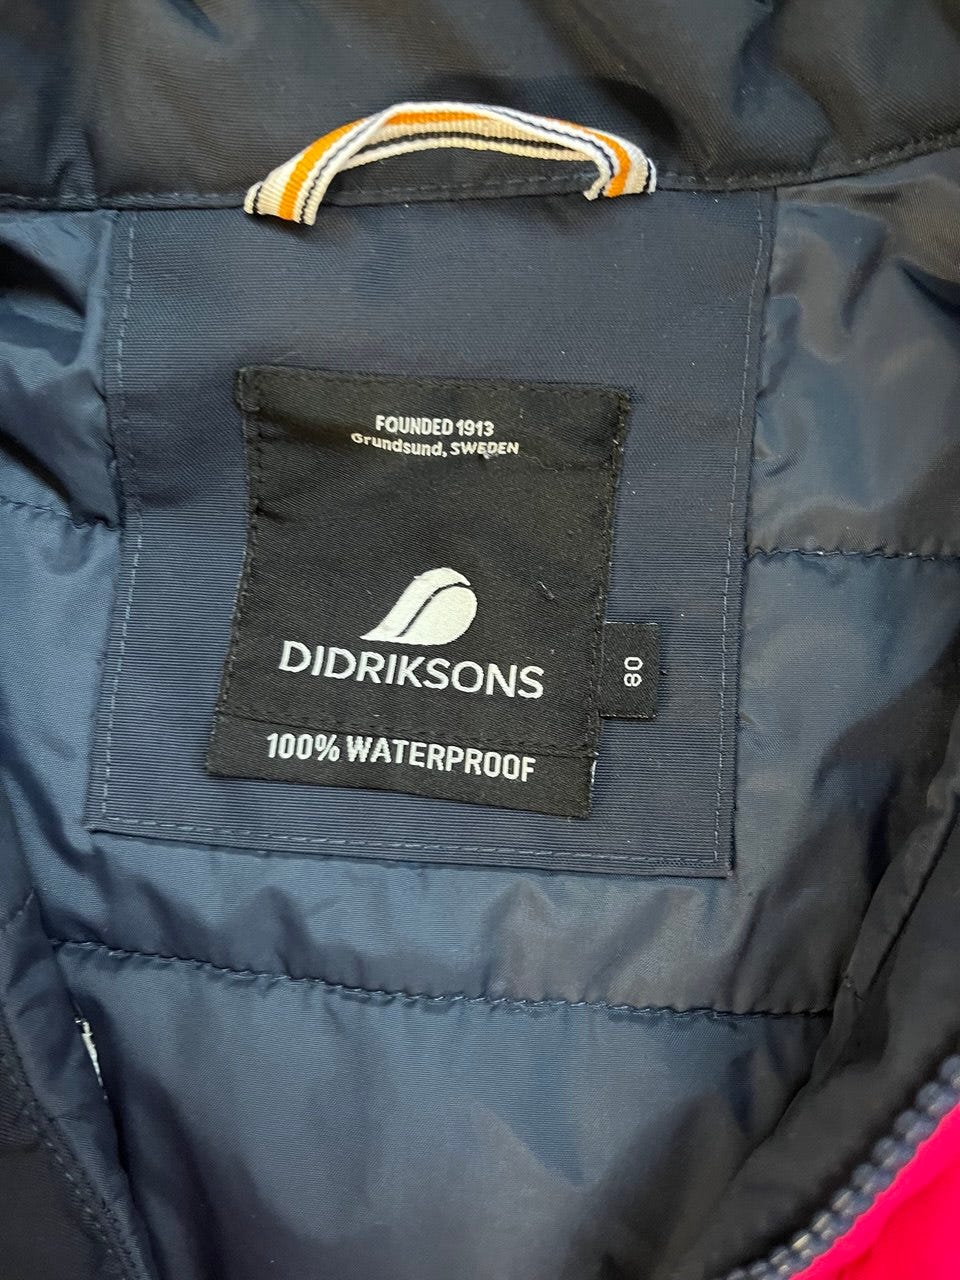 FOUNDED 1913
Grundsund, SWEDEN
DIDRIKSONS
80
100% WATERPROOF